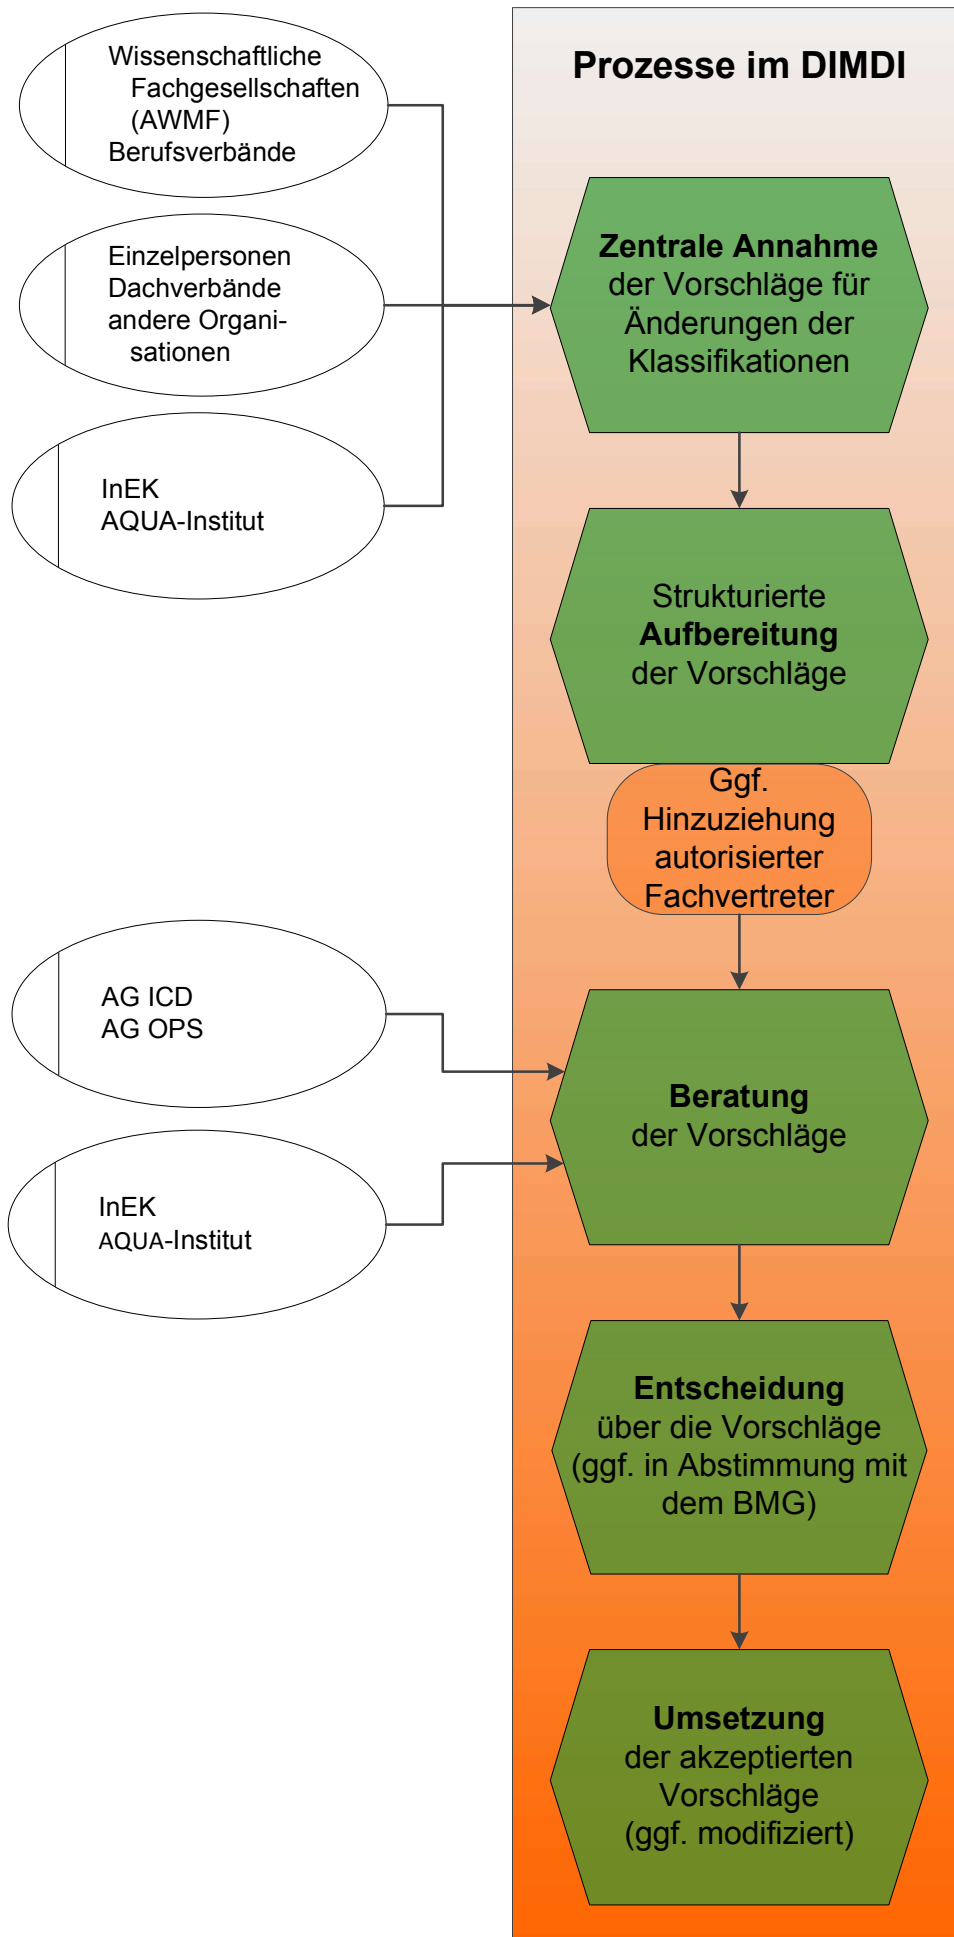 Prozesse im DIMDI
Wissenschaftliche
Fachgesellschaften
(AWMF)
Berufsverbände
Einzelpersonen
Dachverbände
andere Organi-
sationen
InEK
AQUA-Institut
Zentrale Annahme
der Vorschläge für
Änderungen der
Klassifikationen
Strukturierte
Aufbereitung
der Vorschläge
Ggf.
Hinzuziehung
autorisierter
Fachvertreter
AG ICD
AG OPS
InEK
AQUA-Institut
Beratung
der Vorschläge
Entscheidung
über die Vorschläge
(ggf. in Abstimmung mit
dem BMG)
Umsetzung
der akzeptierten
Vorschläge
(ggf. modifiziert)